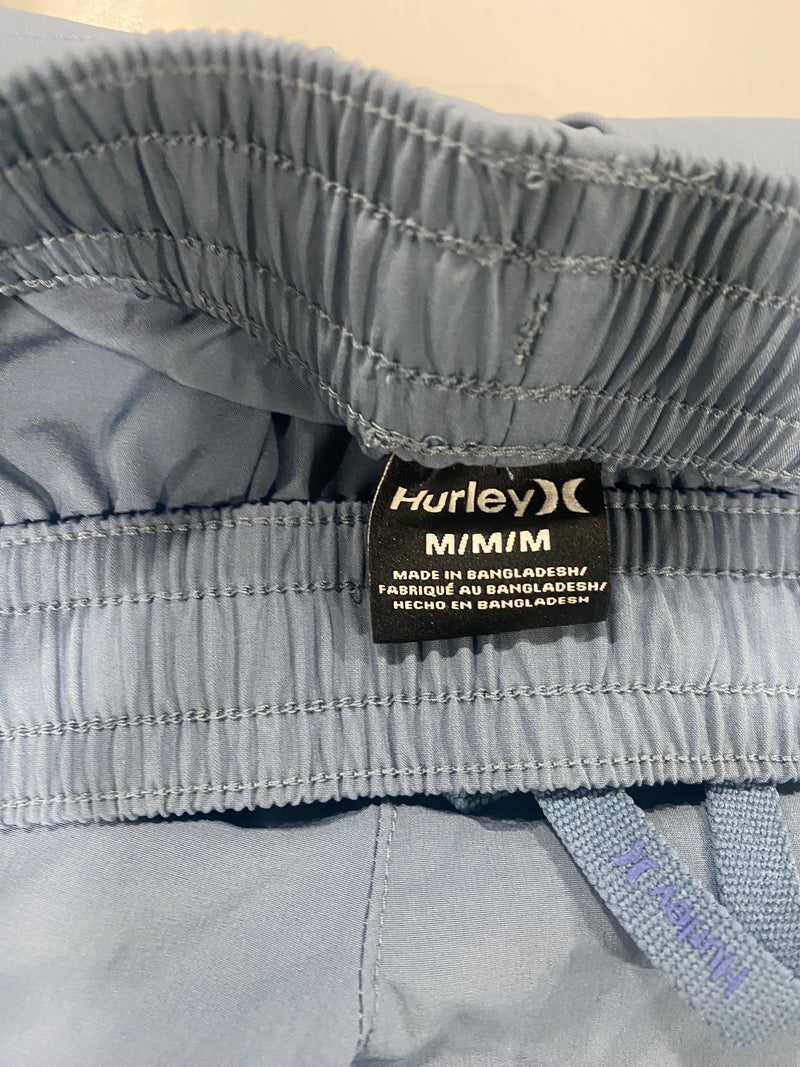 Hurley
M/M/M
MADE IN BANGLADESH/
FABRIQUÉ AU BANGLADESH/
HECHO EN BANGLADESH
Hurley